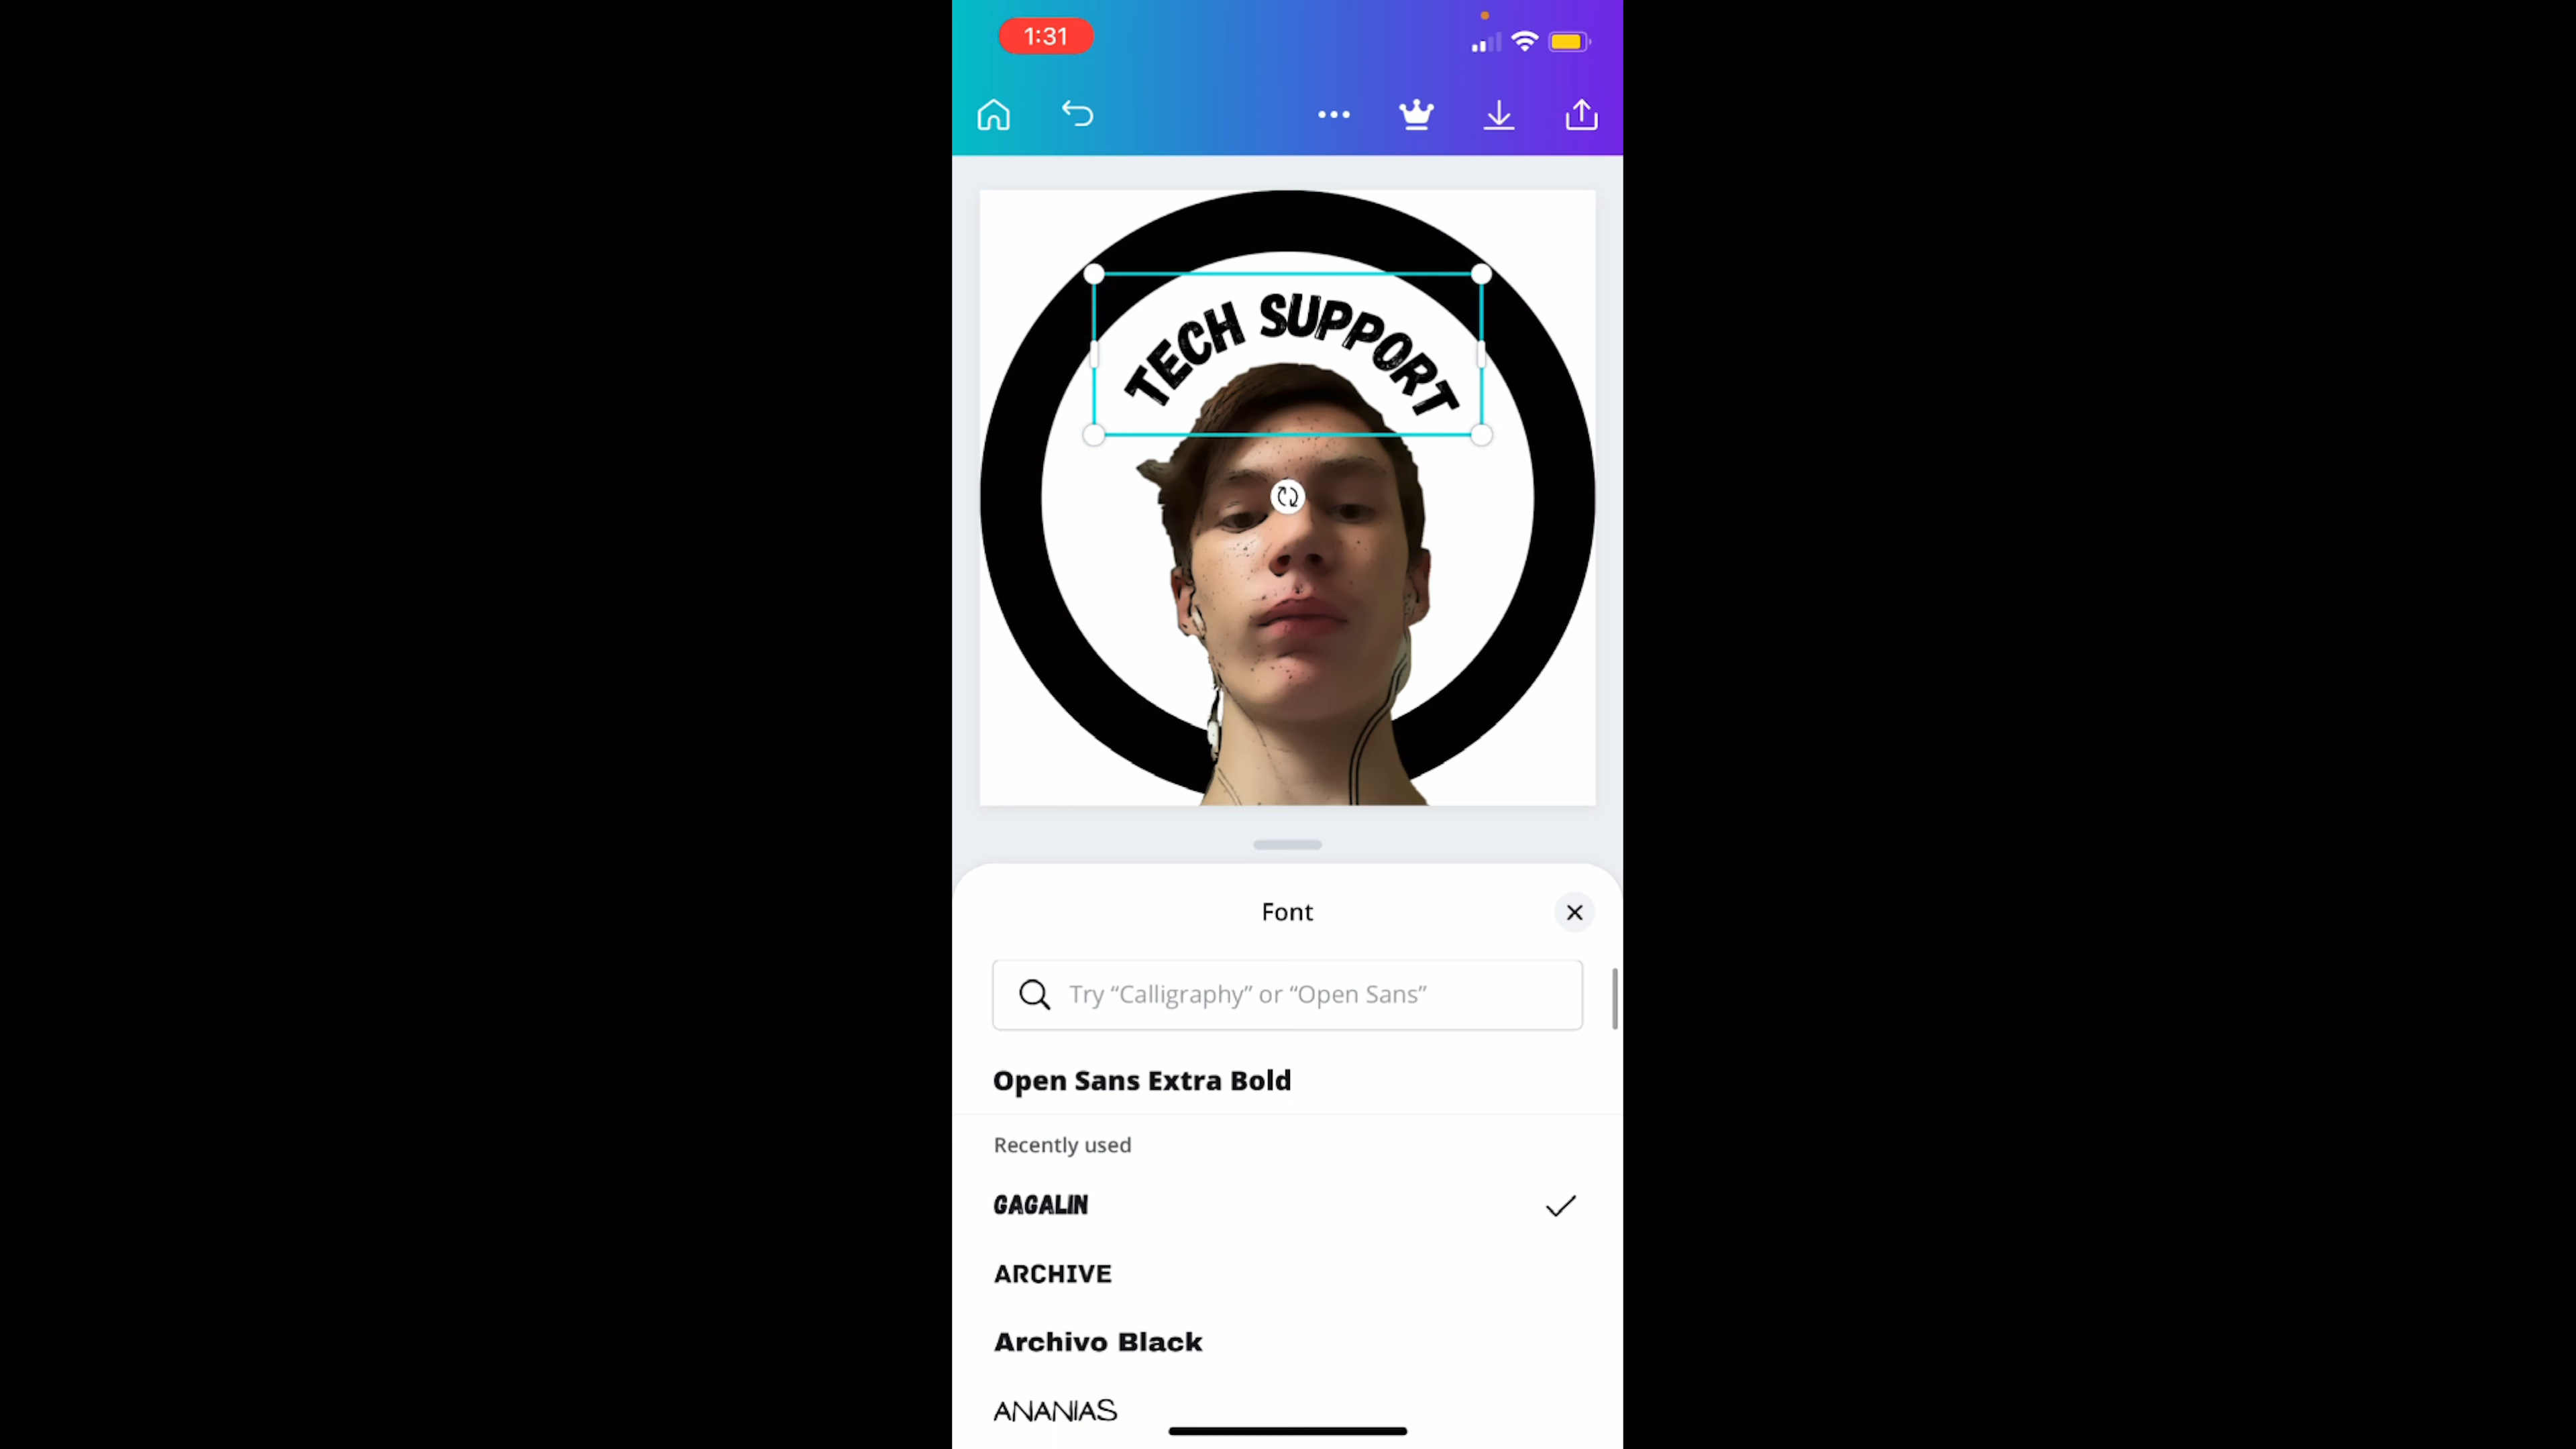 1:31
TECH SUPPORT
Font
Try “Calligraphy” or “Open Sans”
Open Sans Extra Bold
Recently used
GAGALIN
ARCHIVE
Archivo Black
ANANIAS